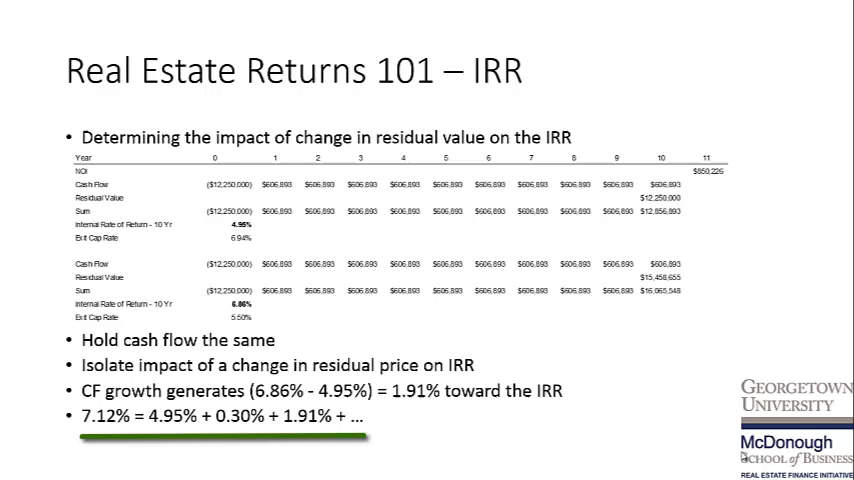 Real Estate Returns 101 – IRR
• Determining the impact of change in residual value on the IRR
Year 0 1 2 3 4 5 6 7 8 9 10 11
NOI $850,226
Cash Flow ($12,250,000) $606,893 $606,893 $606,893 $606,893 $606,893 $606,893 $606,893 $606,893 $606,893 $606,893
Residual Value $12,250,000
Sum ($12,250,000) $606,893 $606,893 $606,893 $606,893 $606,893 $606,893 $606,893 $606,893 $606,893 $12,856,893
Internal Rate of Return - 10 Yr 4.95%
Exit Cap Rate 6.94%
Cash Flow ($12,250,000) $606,893 $606,893 $606,893 $606,893 $606,893 $606,893 $606,893 $606,893 $606,893 $606,893
Residual Value $15,458,655
Sum ($12,250,000) $606,893 $606,893 $606,893 $606,893 $606,893 $606,893 $606,893 $606,893 $606,893 $16,065,548
Internal Rate of Return - 10 Yr 6.86%
Exit Cap Rate 5.50%
• Hold cash flow the same
• Isolate impact of a change in residual price on IRR
• CF growth generates (6.86% - 4.95%) = 1.91% toward the IRR
• 7.12% = 4.95% + 0.30% + 1.91% + ...
GEORGETOWN
UNIVERSITY
McDonough
SCHOOL of BUSINESS
REAL ESTATE FINANCE INITIATIVE